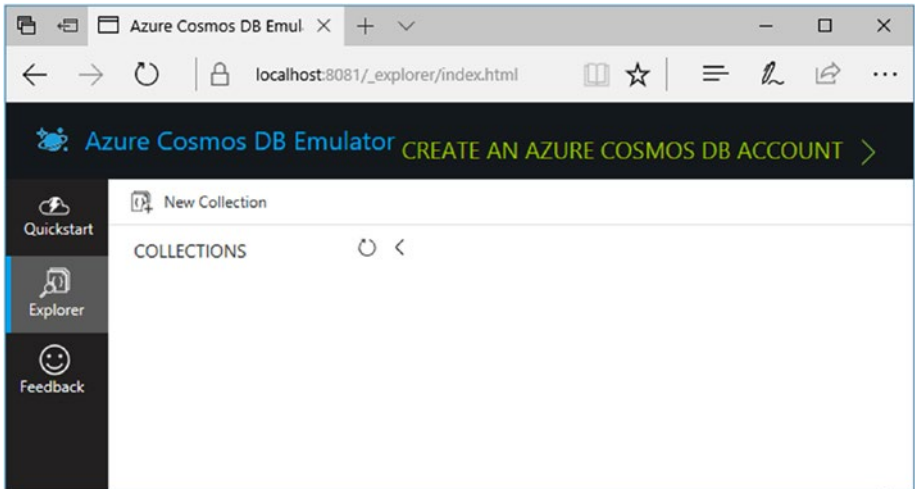 Azure Cosmos DB Emul
localhost:8081/_explorer/index.html
Azure Cosmos DB Emulator
CREATE AN AZURE COSMOS DB ACCOUNT
Quickstart
New Collection
COLLECTIONS
Explorer
Feedback